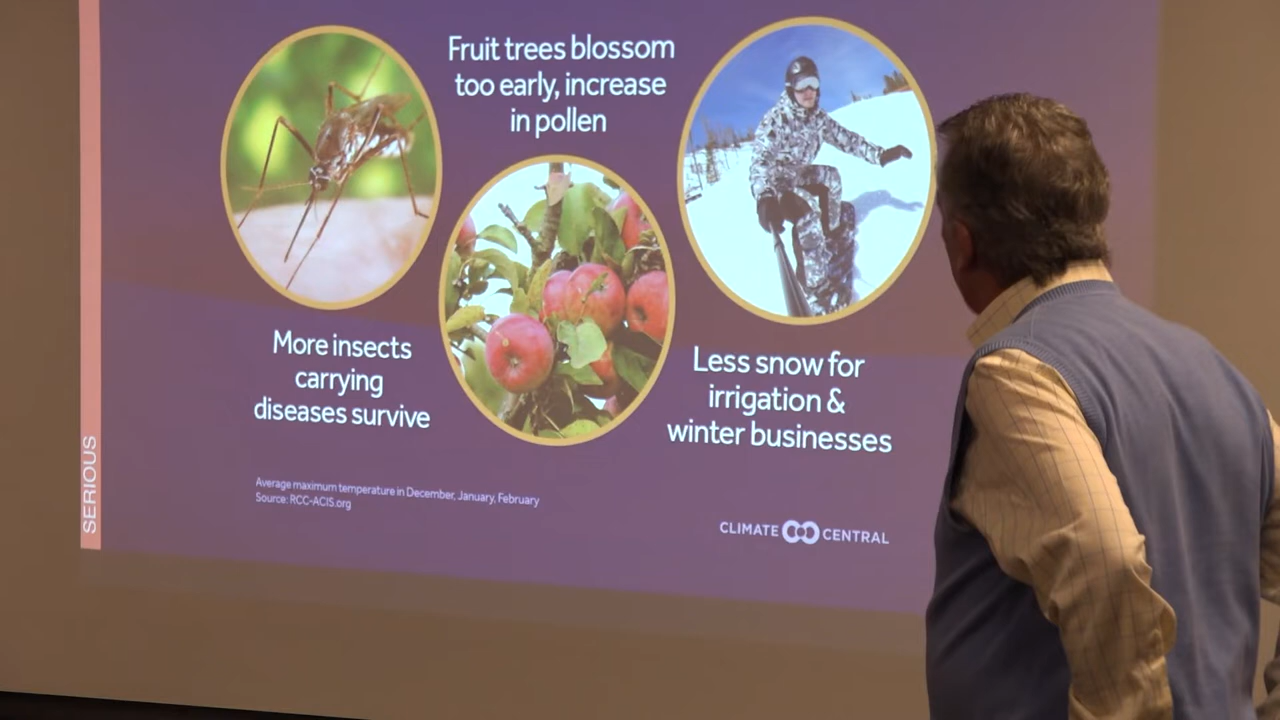 Fruit trees blossom
too early, increase
in pollen
More insects
carrying
diseases survive
Less snow for
irrigation &
winter businesses
Average maximum temperature in December, January, February
Source: RCC-ACIS.org
CLIMATE CENTRAL
SERIOUS